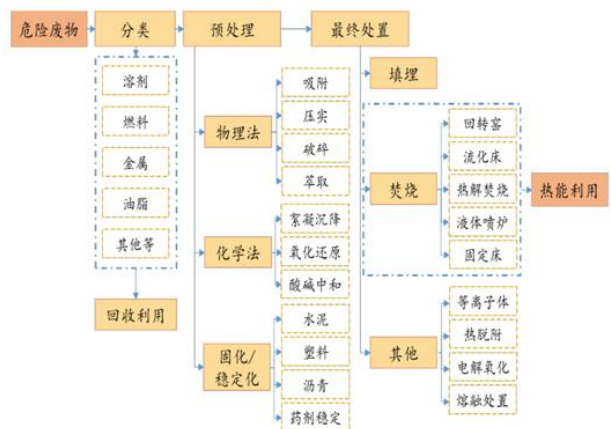 危险废物
分类
预处理
最终处置
溶剂
燃料
金属
油脂
其他等
回收利用
物理法
吸附
压实
破碎
萃取
化学法
絮凝沉降
氧化还原
酸碱中和
固化/
稳定化
水泥
塑料
沥青
药剂稳定
填埋
焚烧
回转窑
流化床
热解焚烧
液体喷炉
固定床
热能利用
其他
等离子体
热脱附
电解氧化
熔融处置